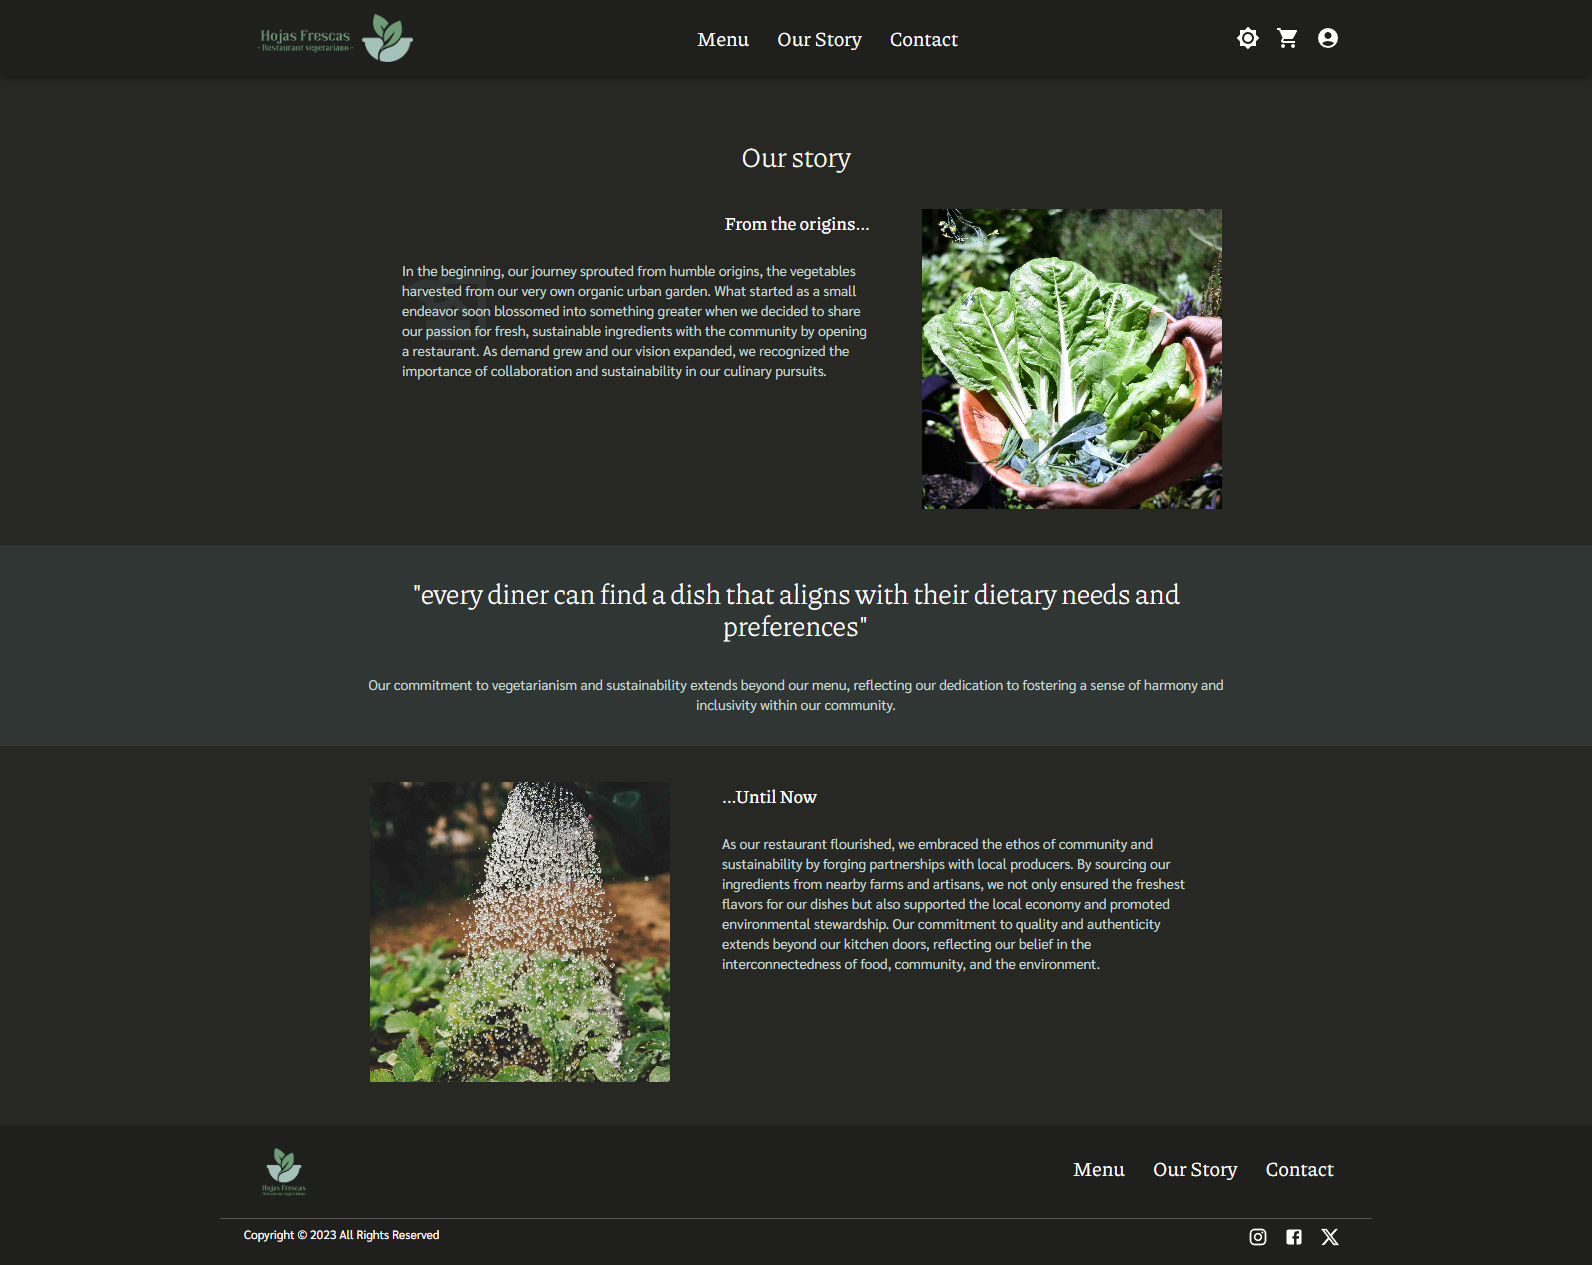 Hojas Frescas
- Restaurant vegetariano -
Menu
Our Story
Contact
Our story
From the origins...
In the beginning, our journey sprouted from humble origins, the vegetables
harvested from our very own organic urban garden. What started as a small
endeavor soon blossomed into something greater when we decided to share
our passion for fresh, sustainable ingredients with the community by opening
a restaurant. As demand grew and our vision expanded, we recognized the
importance of collaboration and sustainability in our culinary pursuits.
"every diner can find a dish that aligns with their dietary needs and
preferences"
Our commitment to vegetarianism and sustainability extends beyond our menu, reflecting our dedication to fostering a sense of harmony and
inclusivity within our community.
...Until Now
As our restaurant flourished, we embraced the ethos of community and
sustainability by forging partnerships with local producers. By sourcing our
ingredients from nearby farms and artisans, we not only ensured the freshest
flavors for our dishes but also supported the local economy and promoted
environmental stewardship. Our commitment to quality and authenticity
extends beyond our kitchen doors, reflecting our belief in the
interconnectedness of food, community, and the environment.
Hojas Frescas
Menu
Our Story
Contact
Copyright © 2023 All Rights Reserved